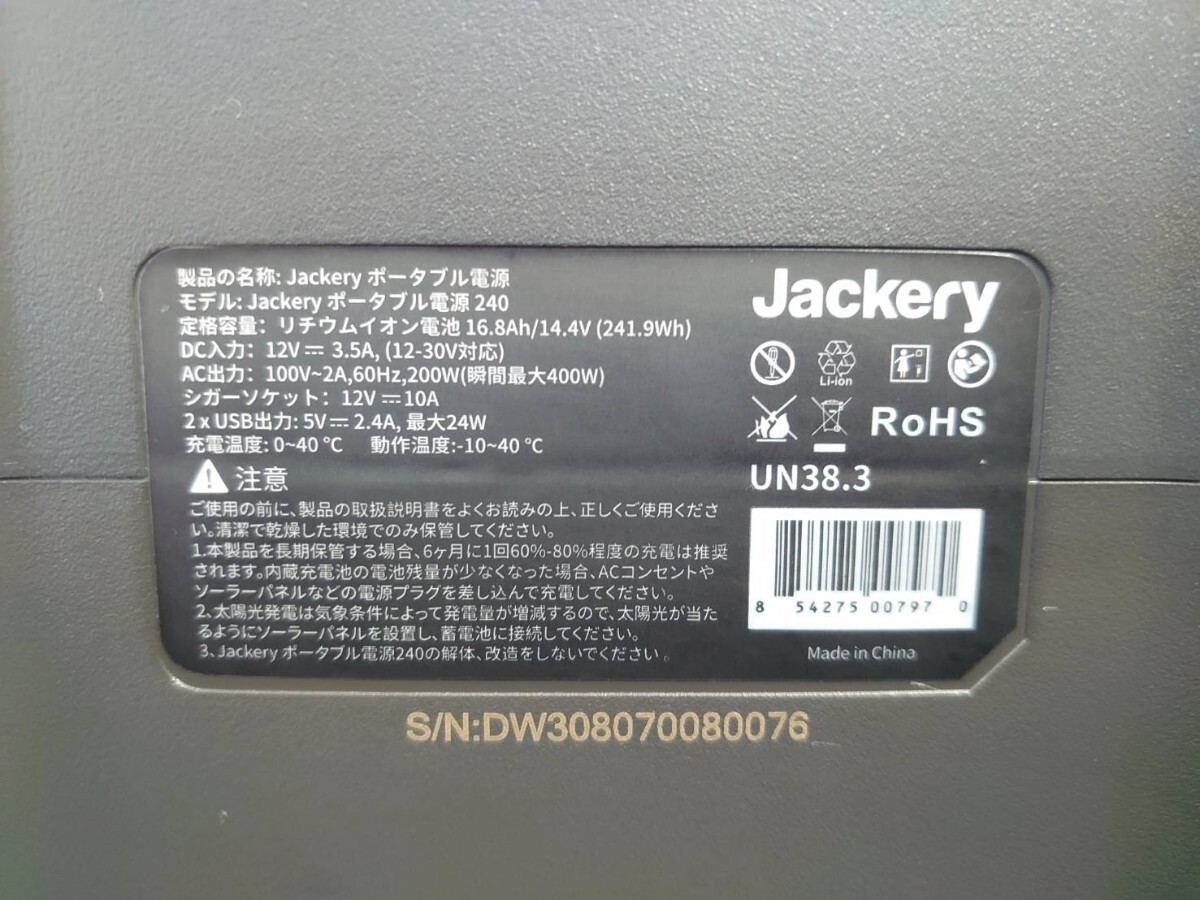 製品の名称: Jackery ポータブル電源
モデル: Jackery ポータブル電源 240
定格容量: リチウムイオン電池 16.8Ah/14.4V (241.9Wh)
DC入力: 12V⎓3.5A, (12-30V対応)
AC出力: 100V~2A,60Hz,200W(瞬間最大400W)
シガーソケット: 12V⎓10A
2 x USB出力: 5V⎓2.4A, 最大24W
充電温度: 0~40 ℃ 動作温度:-10~40 ℃
注意
ご使用の前に、製品の取扱説明書をよくお読みの上、正しくご使用くださ
い。清潔で乾燥した環境でのみ保管してください。
1.本製品を長期保管する場合、6ヶ月に1回60%-80%程度の充電は推奨
されます。内蔵充電池の電池残量が少なくなった場合、ACコンセントや
ソーラーパネルなどの電源プラグを差し込んで充電してください。
2.太陽光発電は気象条件によって発電量が増減するので、太陽光が当た
るようにソーラーパネルを設置し、蓄電池に接続してください。
3.Jackery ポータブル電源240の解体、改造をしないでください。
Jackery
Li-ion
RoHS
UN38.3
8 54275 00797 0
Made in China
S/N:DW308070080076